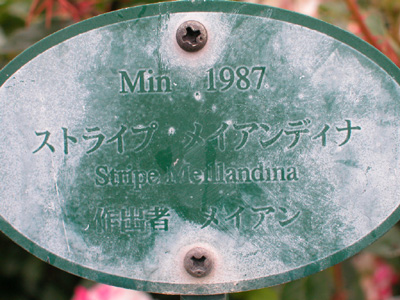 Min 1987
ストライプ メイアンディナ
Stripe Meillandina
作出者 メイアン